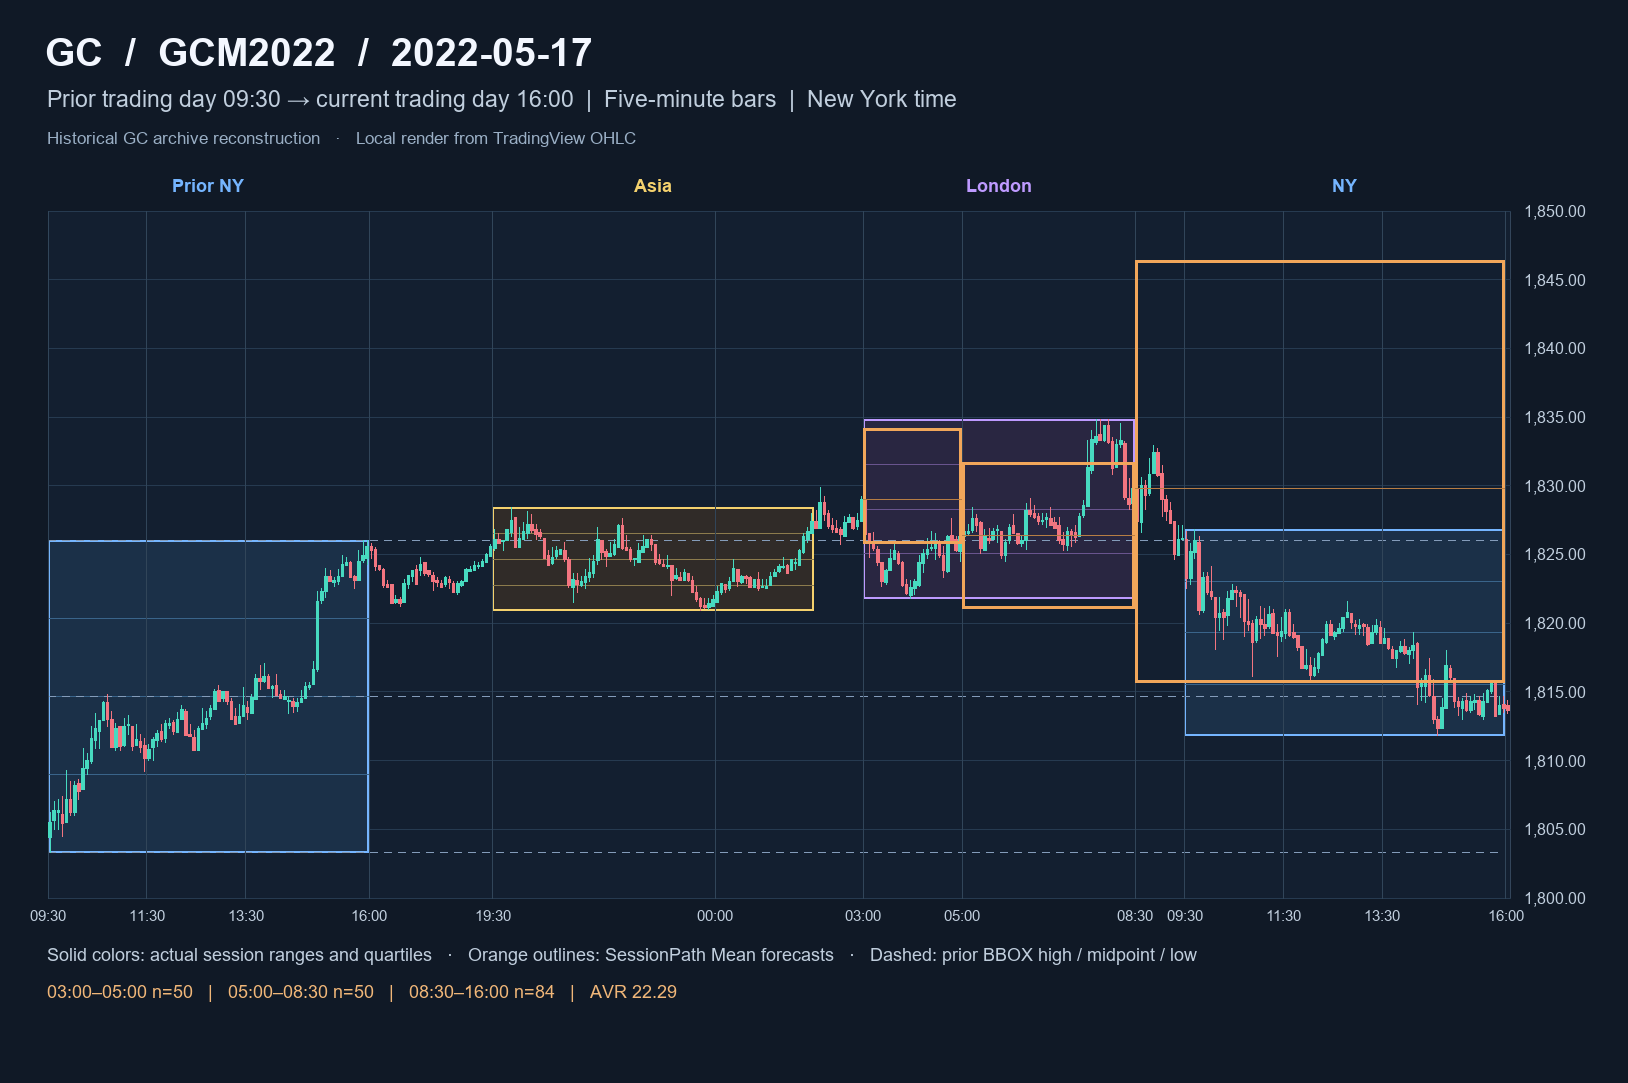 GC / GCM2022 / 2022-05-17
Prior trading day 09:30 → current trading day 16:00 | Five-minute bars | New York time
Historical GC archive reconstruction · Local render from TradingView OHLC
Prior NY Asia London NY
1,850.00
1,845.00
1,840.00
1,835.00
1,830.00
1,825.00
1,820.00
1,815.00
1,810.00
1,805.00
1,800.00
09:30 11:30 13:30 16:00 19:30 00:00 03:00 05:00 08:30 09:30 11:30 13:30 16:00
Solid colors: actual session ranges and quartiles · Orange outlines: SessionPath Mean forecasts · Dashed: prior BBOX high / midpoint / low
03:00–05:00 n=50 | 05:00–08:30 n=50 | 08:30–16:00 n=84 | AVR 22.29